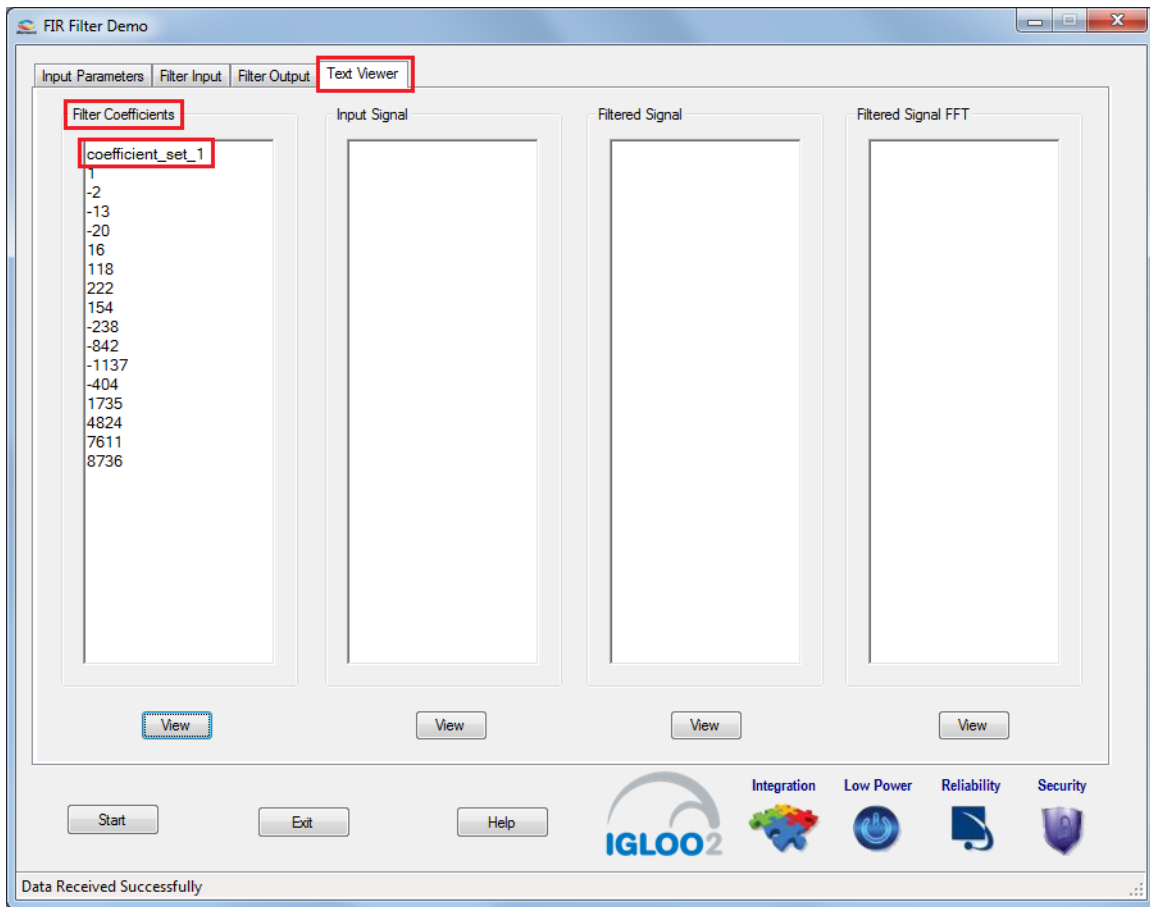 FIR Filter Demo
Input Parameters
Filter Input
Filter Output
Text Viewer
Filter Coefficients
coefficient_set_1
1
-2
-13
-20
16
118
222
154
-238
-842
-1137
-404
1735
4824
7611
8736
View
Input Signal
View
Filtered Signal
View
Filtered Signal FFT
View
Start
Exit
Help
IGLOO2
Integration
Low Power
Reliability
Security
Data Received Successfully